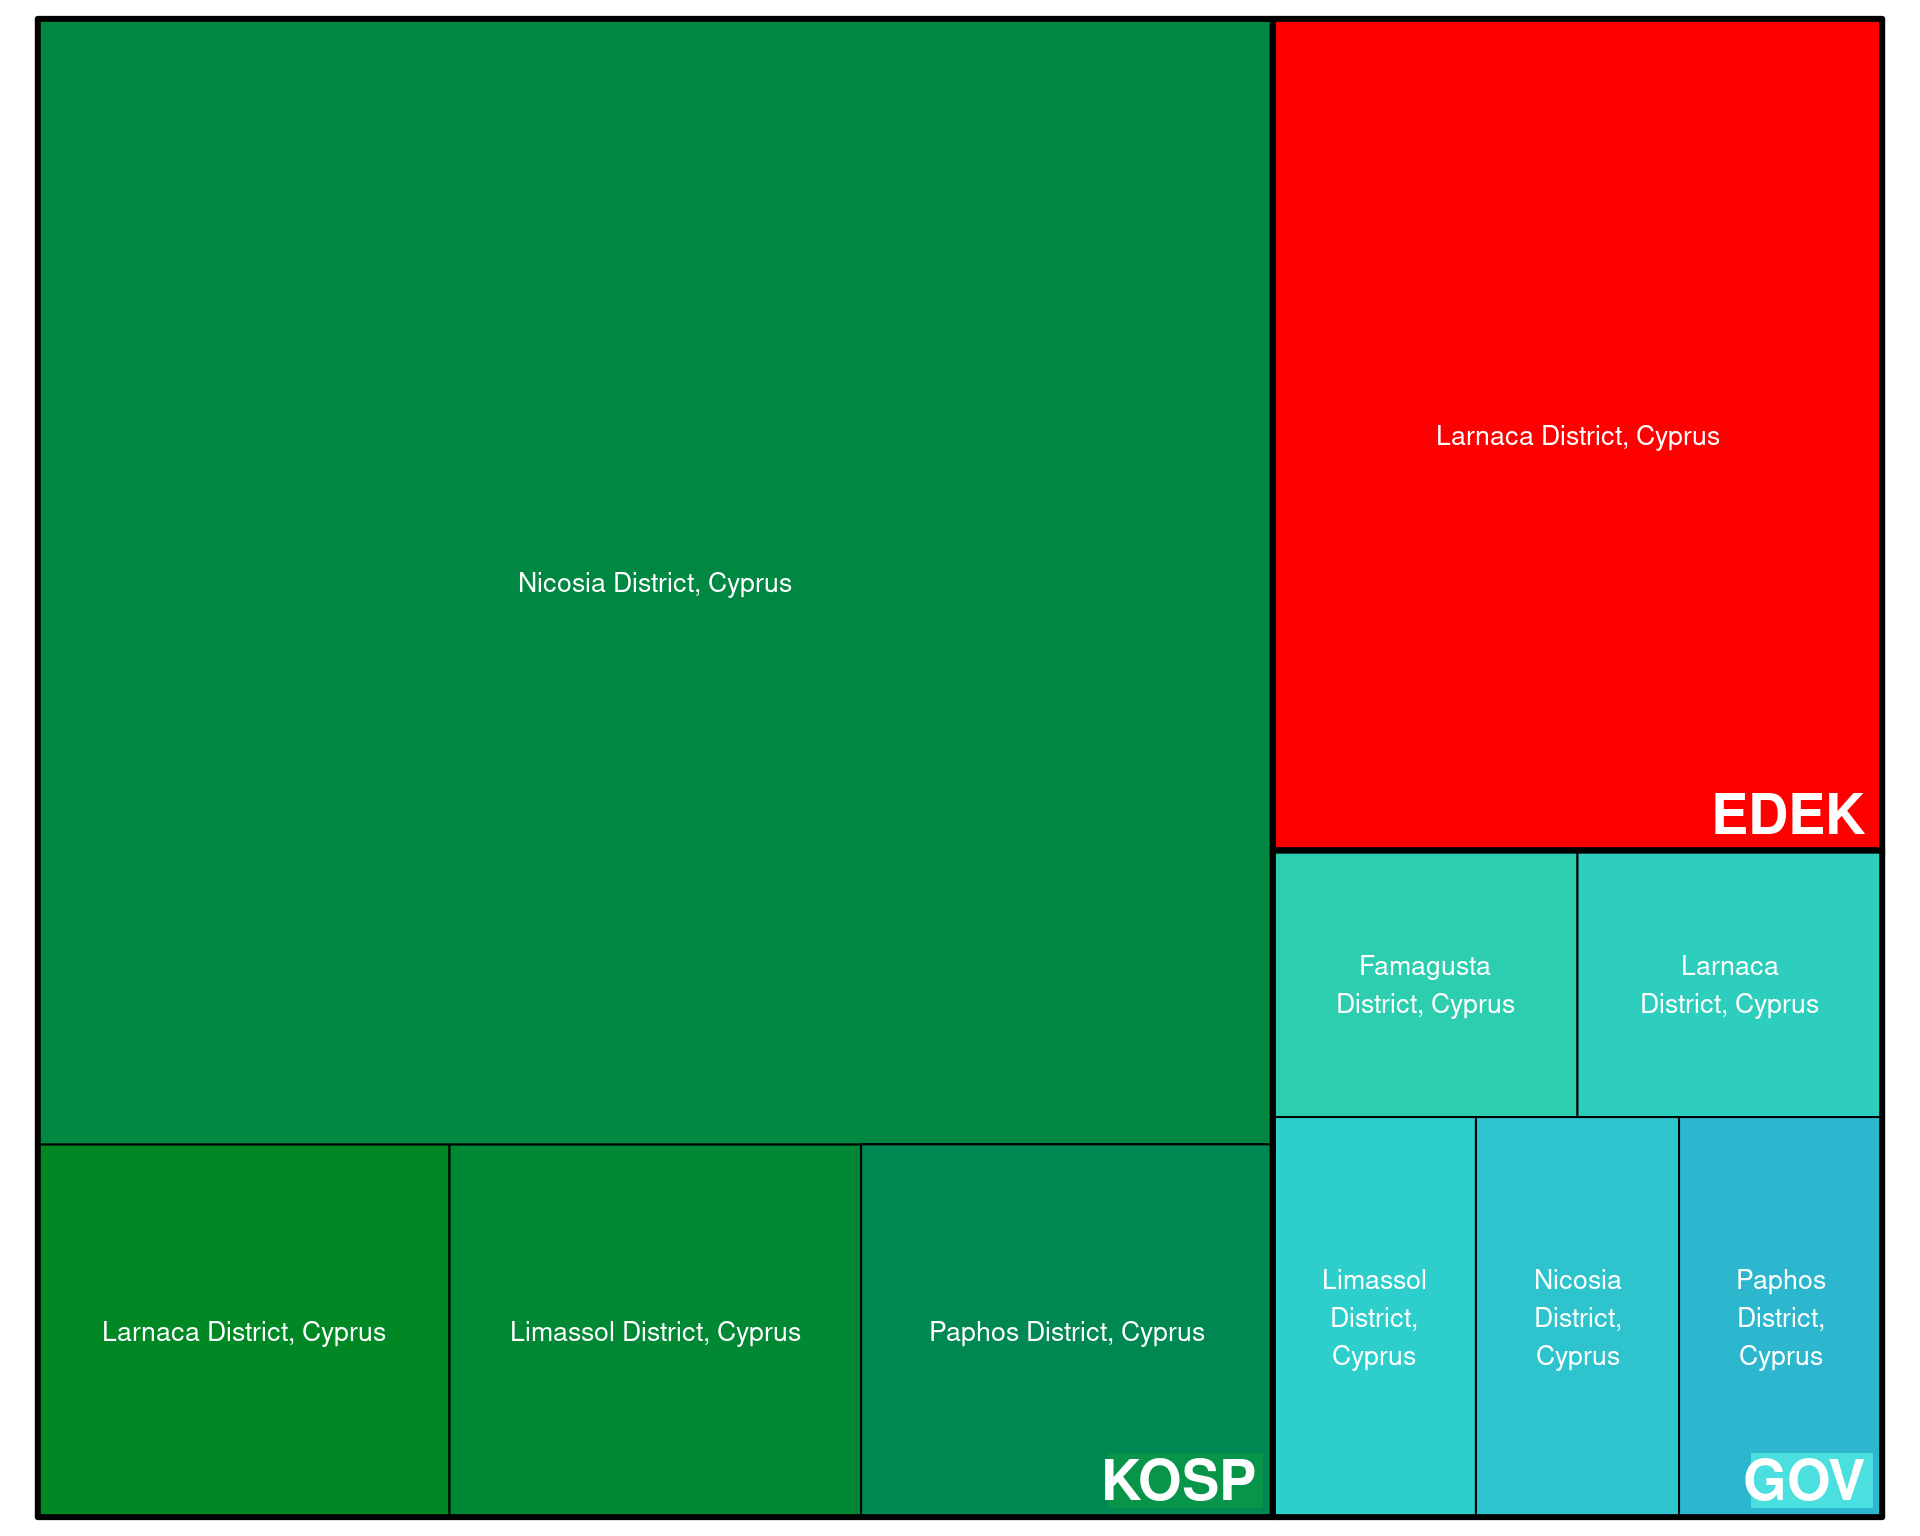 Nicosia District, Cyprus
Larnaca District, Cyprus
Limassol District, Cyprus
Paphos District, Cyprus
KOSP
Larnaca District, Cyprus
EDEK
Famagusta
District, Cyprus
Larnaca
District, Cyprus
Limassol
District,
Cyprus
Nicosia
District,
Cyprus
Paphos
District,
Cyprus
GOV